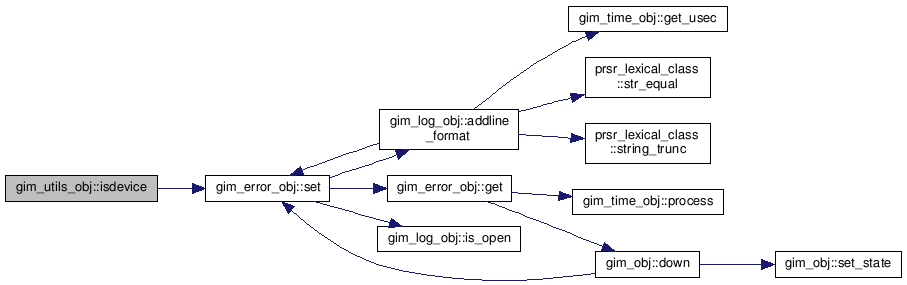 gim_time_obj::get_usec
prsr_lexical_class
::str_equal
gim_log_obj::addline
_format
prsr_lexical_class
::string_trunc
gim_utils_obj::isdevice
gim_error_obj::set
gim_error_obj::get
gim_time_obj::process
gim_log_obj::is_open
gim_obj::down
gim_obj::set_state